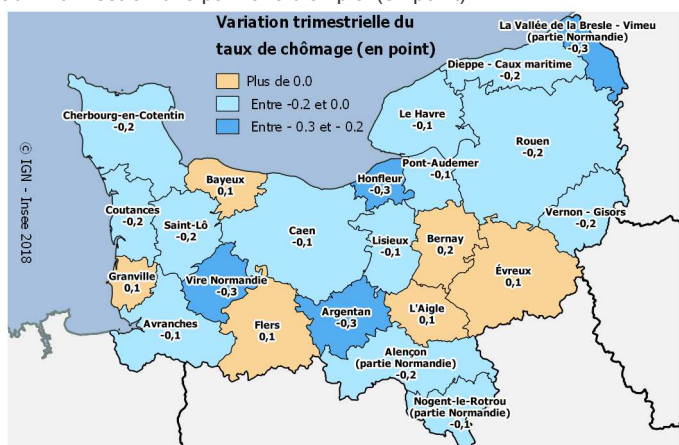 Variation trimestrielle du
taux de chômage (en point)
Plus de 0.0
Entre -0.2 et 0.0
Entre - 0.3 et - 0.2
La Vallée de la Bresle - Vimeu
(partie Normandie)
-0,3
Dieppe - Caux maritime
-0,2
Cherbourg-en-Cotentin
-0,2
Le Havre
-0,1
Rouen
-0,2
Pont-Audemer
-0,1
Honfleur
-0,3
Bayeux
0,1
Coutances
-0,2
Saint-Lô
-0,2
Caen
-0,1
Lisieux
-0,1
Bernay
0,2
Vernon - Gisors
-0,2
Évreux
0,1
Granville
0,1
Vire Normandie
-0,3
Avranches
-0,1
Flers
0,1
Argentan
-0,3
L'Aigle
0,1
Alençon
(partie Normandie)
-0,2
Nogent-le-Rotrou
(partie Normandie)
-0,1
© IGN - Insee 2018